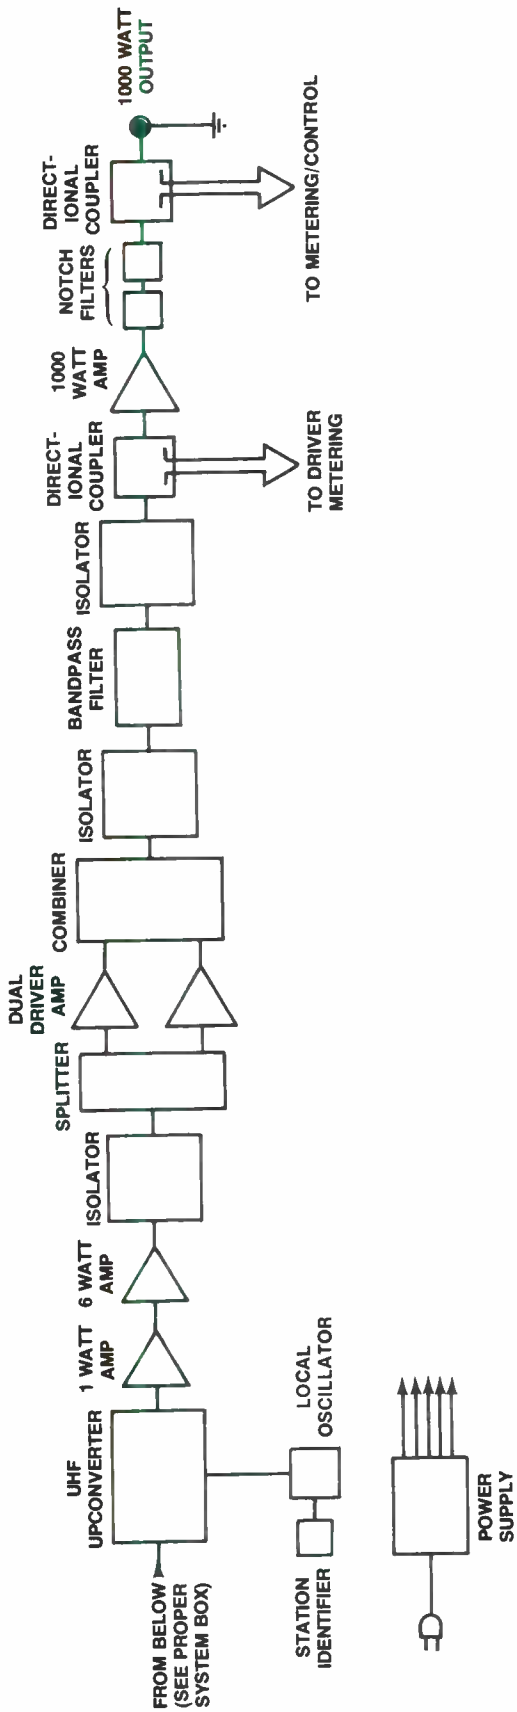 FROM BELOW
(SEE PROPER
SYSTEM BOX)
UHF
UPCONVERTER
1 WATT
AMP
6 WATT
AMP
ISOLATOR
SPLITTER
DUAL
DRIVER
AMP
COMBINER
ISOLATOR
BANDPASS
FILTER
ISOLATOR
DIRECT-
IONAL
COUPLER
1000
WATT
AMP
NOTCH
FILTERS
DIRECT-
IONAL
COUPLER
1000 WATT
OUTPUT
STATION
IDENTIFIER
LOCAL
OSCILLATOR
TO DRIVER
METERING
TO METERING/CONTROL
POWER
SUPPLY